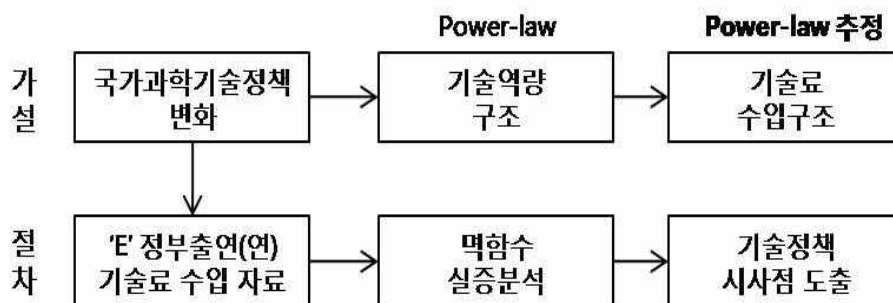 Power-law
Power-law 추정
가설
국가과학기술정책
변화
기술역량
구조
기술료
수입구조
절차
'E' 정부출연(연)
기술료 수입 자료
멱함수
실증분석
기술정책
시사점 도출